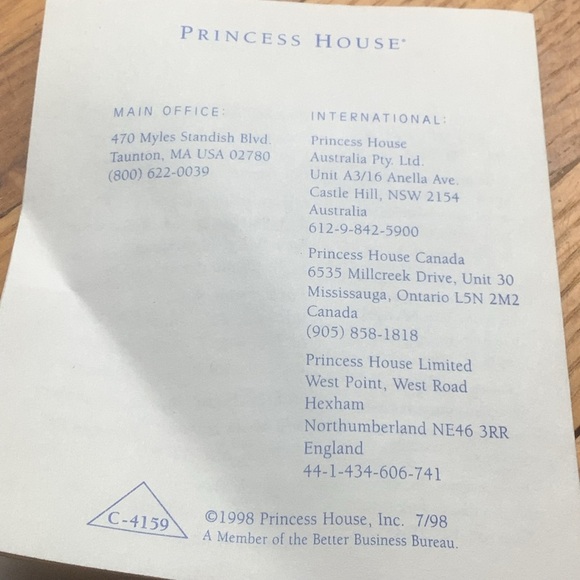 PRINCESS HOUSE®
MAIN OFFICE:
470 Myles Standish Blvd.
Taunton, MA USA 02780
(800) 622-0039
INTERNATIONAL:
Princess House
Australia Pty. Ltd.
Unit A3/16 Anella Ave.
Castle Hill, NSW 2154
Australia
612-9-842-5900
Princess House Canada
6535 Millcreek Drive, Unit 30
Mississauga, Ontario L5N 2M2
Canada
(905) 858-1818
Princess House Limited
West Point, West Road
Hexham
Northumberland NE46 3RR
England
44-1-434-606-741
C-4159
©1998 Princess House, Inc. 7/98
A Member of the Better Business Bureau.